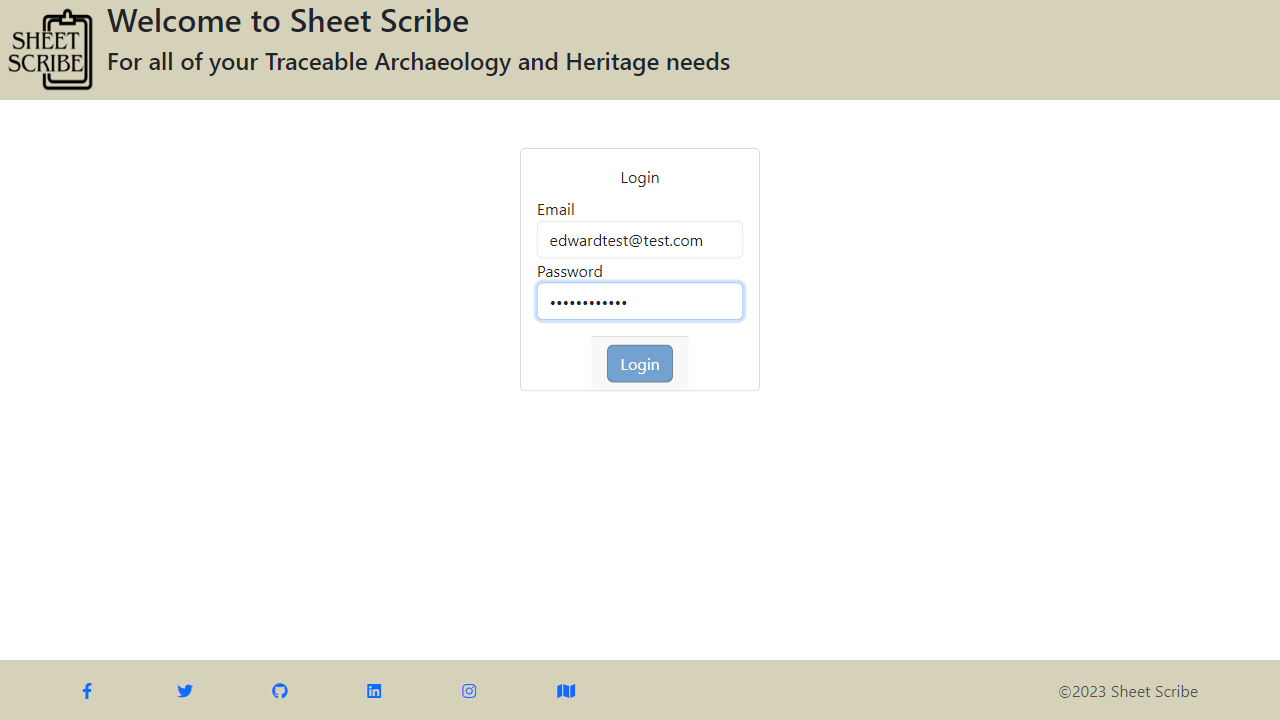 SHEET
SCRIBE
Welcome to Sheet Scribe
For all of your Traceable Archaeology and Heritage needs
Login
Email
edwardtest@test.com
Password
••••••••••••
Login
©2023 Sheet Scribe